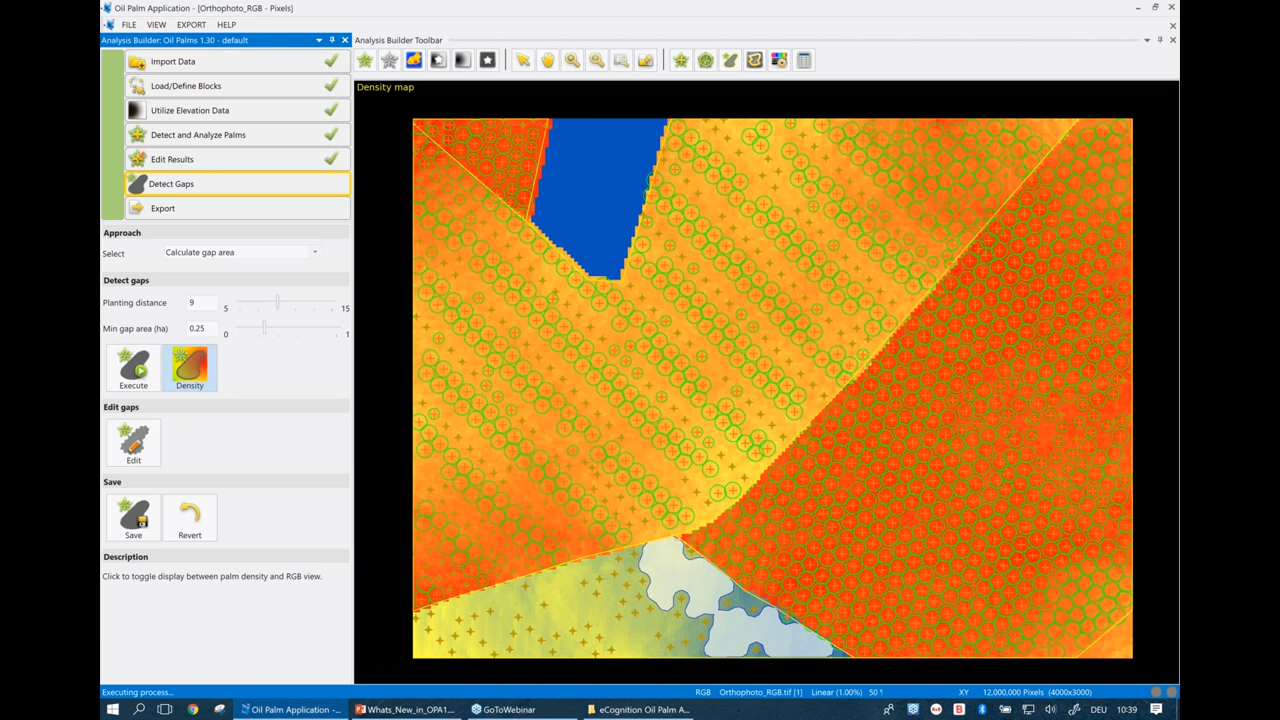 Oil Palm Application - [Orthophoto_RGB - Pixels]
FILE VIEW EXPORT HELP
Analysis Builder: Oil Palms 1.30 - default
Analysis Builder Toolbar
Import Data
Load/Define Blocks
Utilize Elevation Data
Detect and Analyze Palms
Edit Results
Detect Gaps
Export
Approach
Select Calculate gap area
Detect gaps
Planting distance 9 5 15
Min gap area (ha) 0.25 0 1
Execute Density
Edit gaps
Edit
Save
Save Revert
Description
Click to toggle display between palm density and RGB view.
Density map
Executing process...
RGB Orthophoto_RGB.tif [1] Linear (1.00%) 50 % XY 12,000,000 Pixels (4000x3000)
Oil Palm Application -... Whats_New_in_OPA1... GoToWebinar eCognition Oil Palm A... DEU 10:39